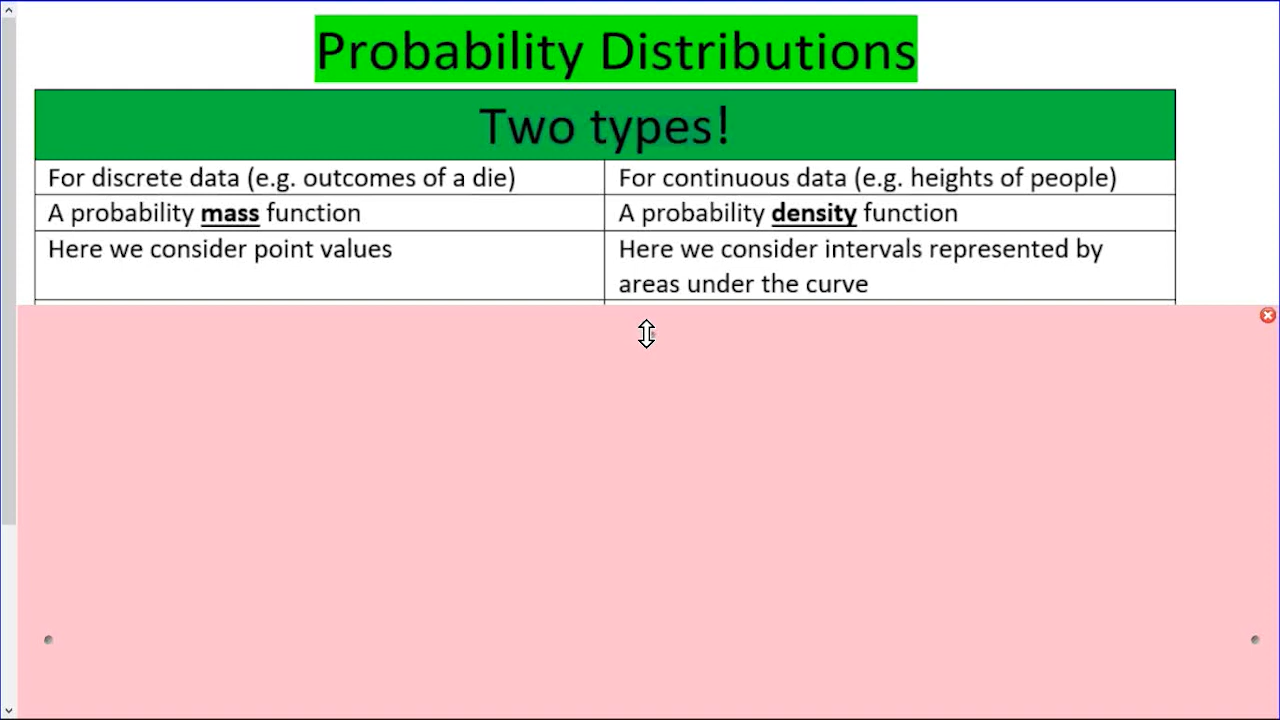 Probability Distributions
Two types!
For discrete data (e.g. outcomes of a die)
For continuous data (e.g. heights of people)
A probability mass function
A probability density function
Here we consider point values
Here we consider intervals represented by
areas under the curve